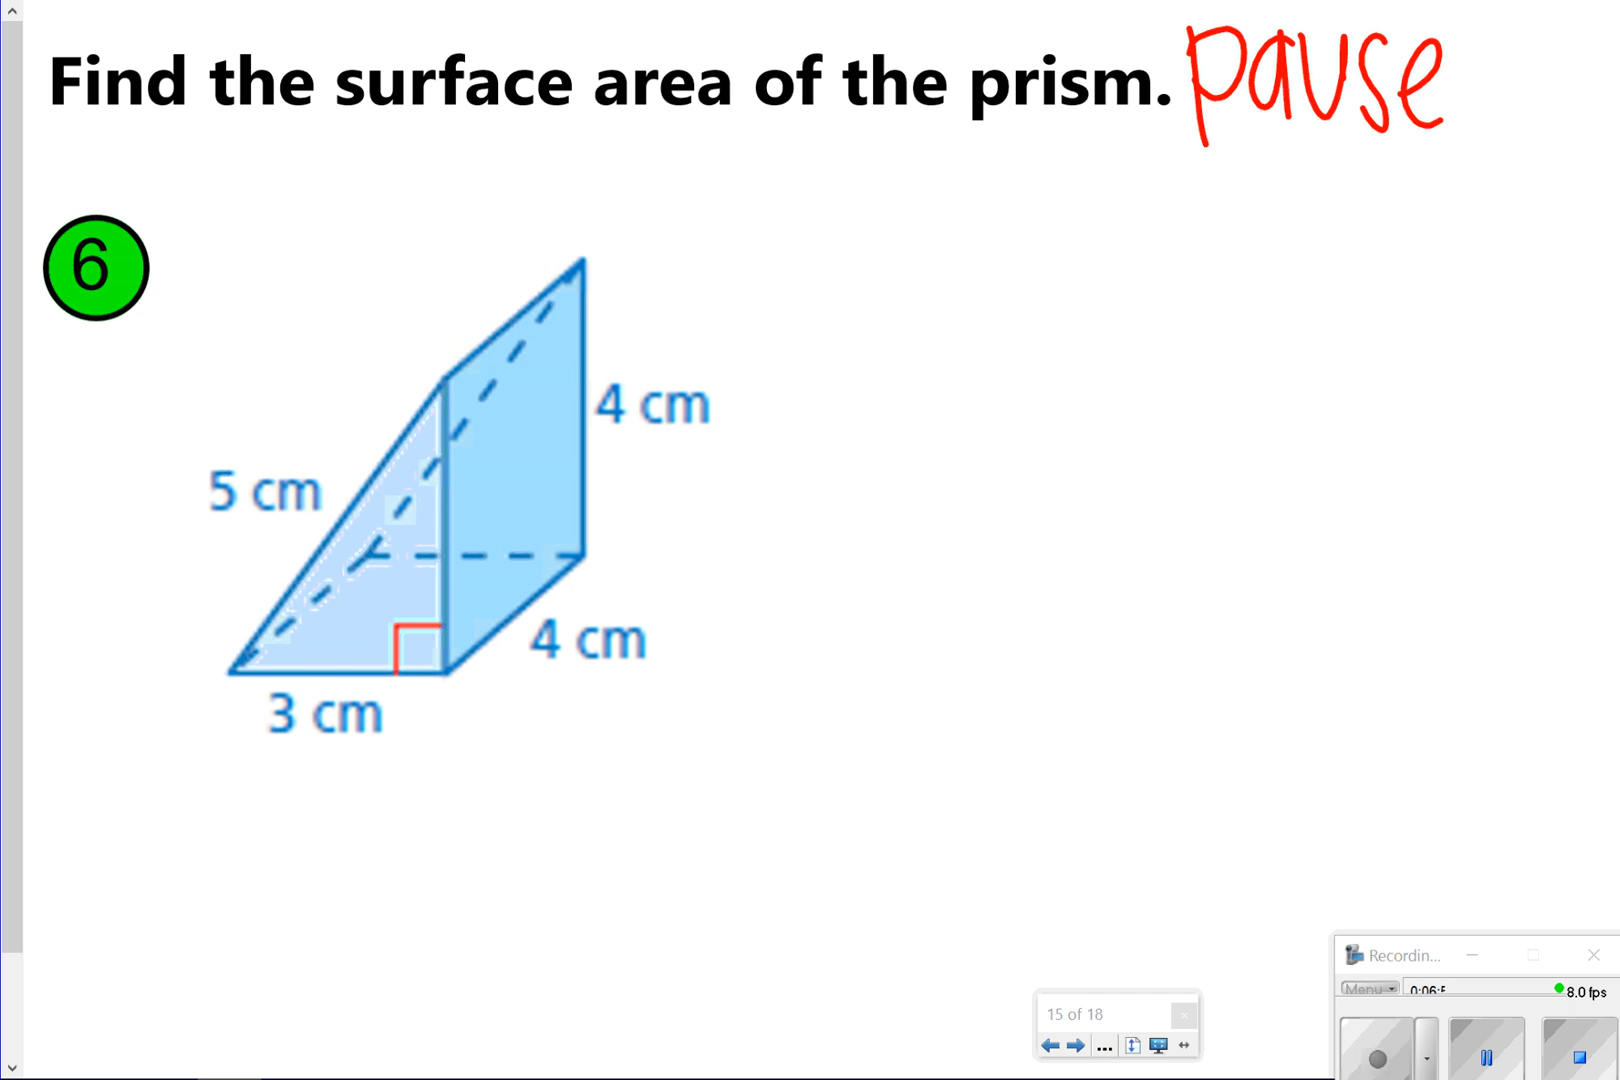 Find the surface area of the prism. pause
6
4 cm
5 cm
4 cm
3 cm
Recordin...
Menu
8.0 fps
15 of 18
...